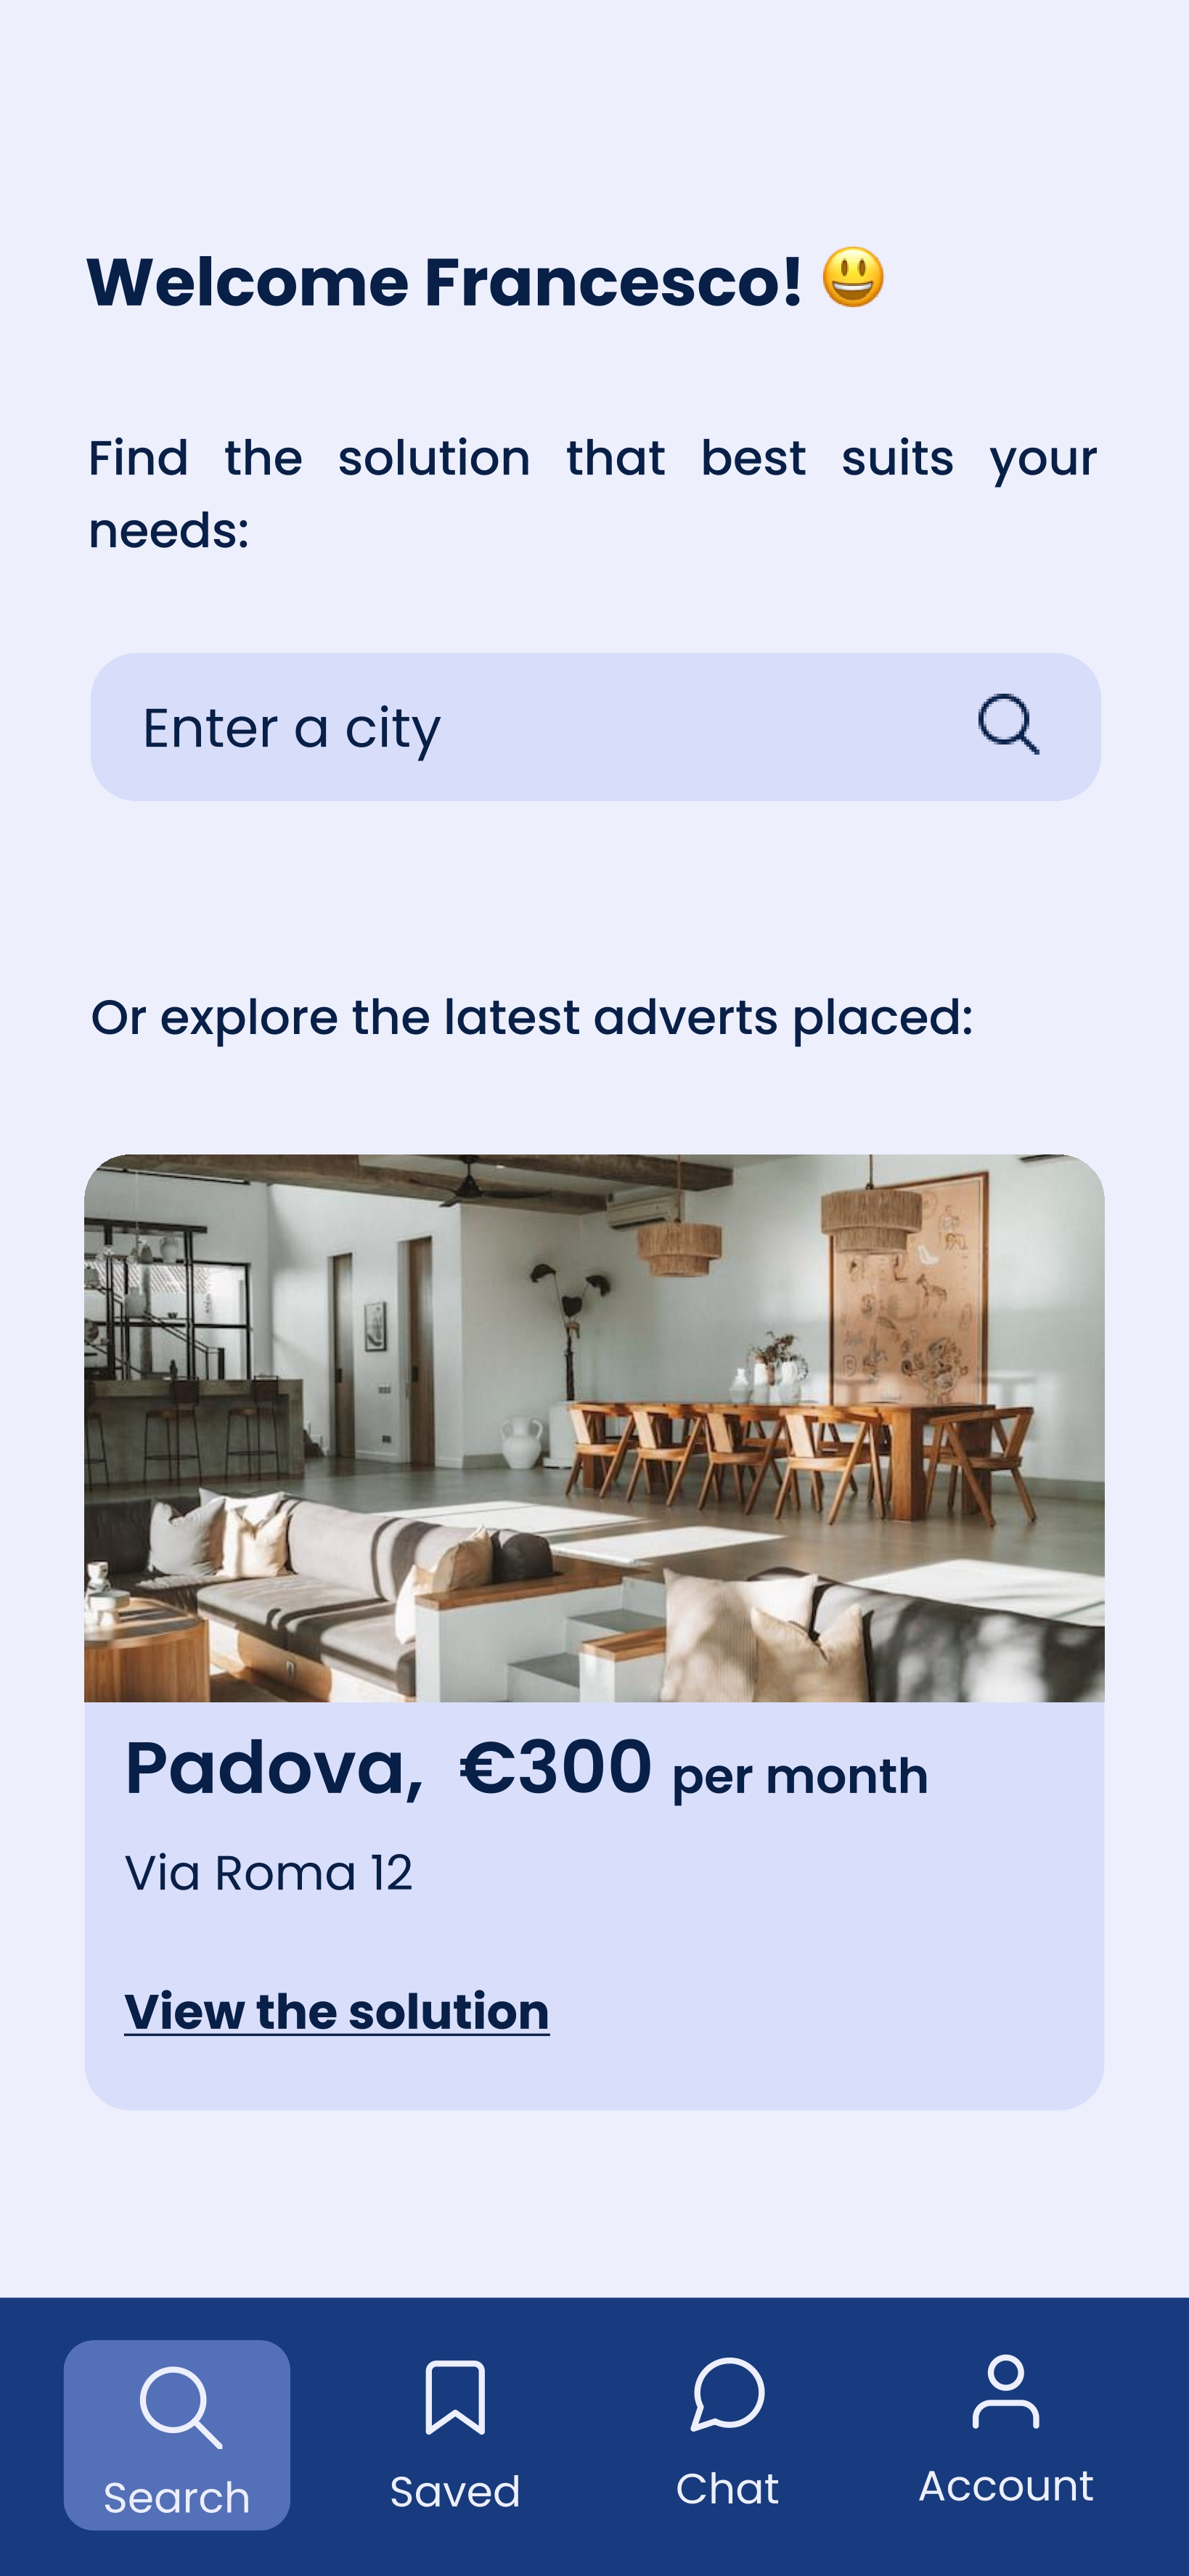 Welcome Francesco! 😃
Find the solution that best suits your
needs:
Enter a city
Or explore the latest adverts placed:
Padova, €300 per month
Via Roma 12
View the solution
Search Saved Chat Account